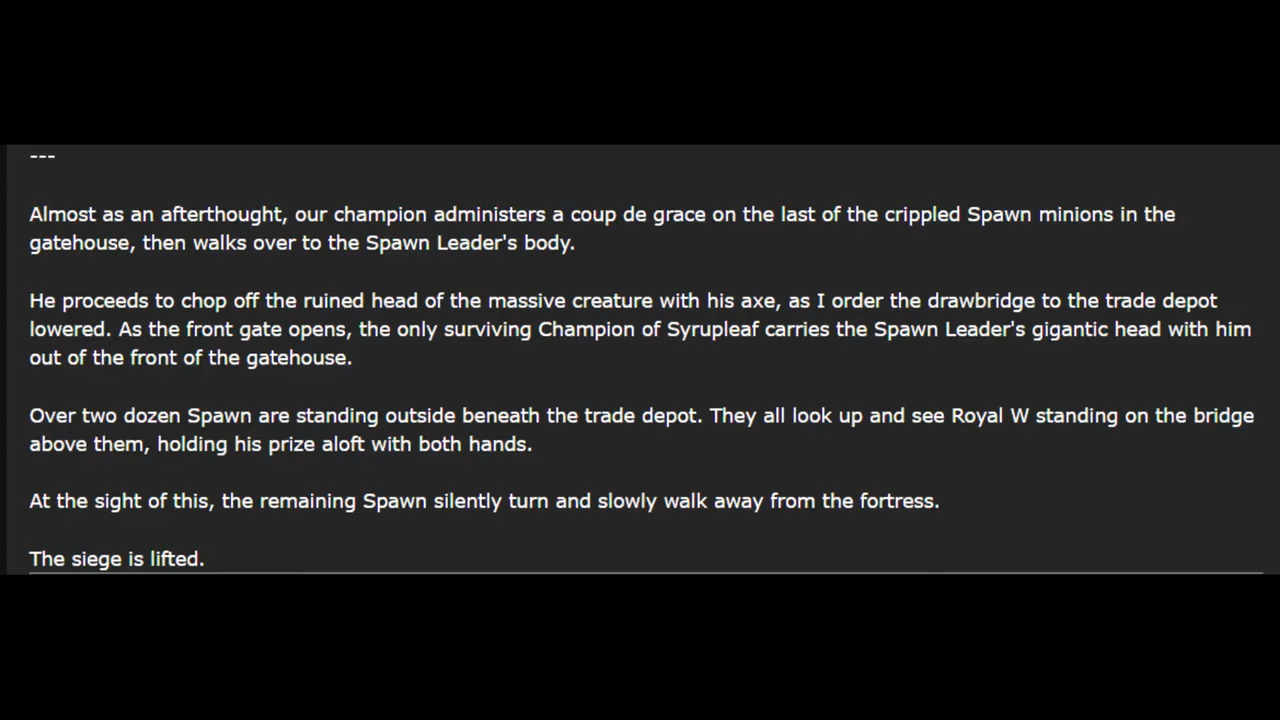 ---
Almost as an afterthought, our champion administers a coup de grace on the last of the crippled Spawn minions in the
gatehouse, then walks over to the Spawn Leader's body.
He proceeds to chop off the ruined head of the massive creature with his axe, as I order the drawbridge to the trade depot
lowered. As the front gate opens, the only surviving Champion of Syrupleaf carries the Spawn Leader's gigantic head with him
out of the front of the gatehouse.
Over two dozen Spawn are standing outside beneath the trade depot. They all look up and see Royal W standing on the bridge
above them, holding his prize aloft with both hands.
At the sight of this, the remaining Spawn silently turn and slowly walk away from the fortress.
The siege is lifted.